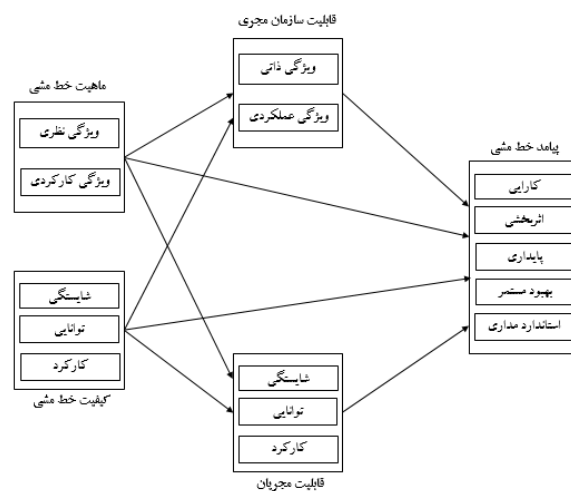 قابلیت سازمان مجری
ویژگی ذاتی
ویژگی عملکردی
ماهیت خط مشی
ویژگی نظری
ویژگی کارکردی
پیامد خط مشی
کارایی
اثربخشی
پایداری
بهبود مستمر
استاندارد مداری
شایستگی
توانایی
کارکرد
کیفیت خط مشی
شایستگی
توانایی
کارکرد
قابلیت مجریان